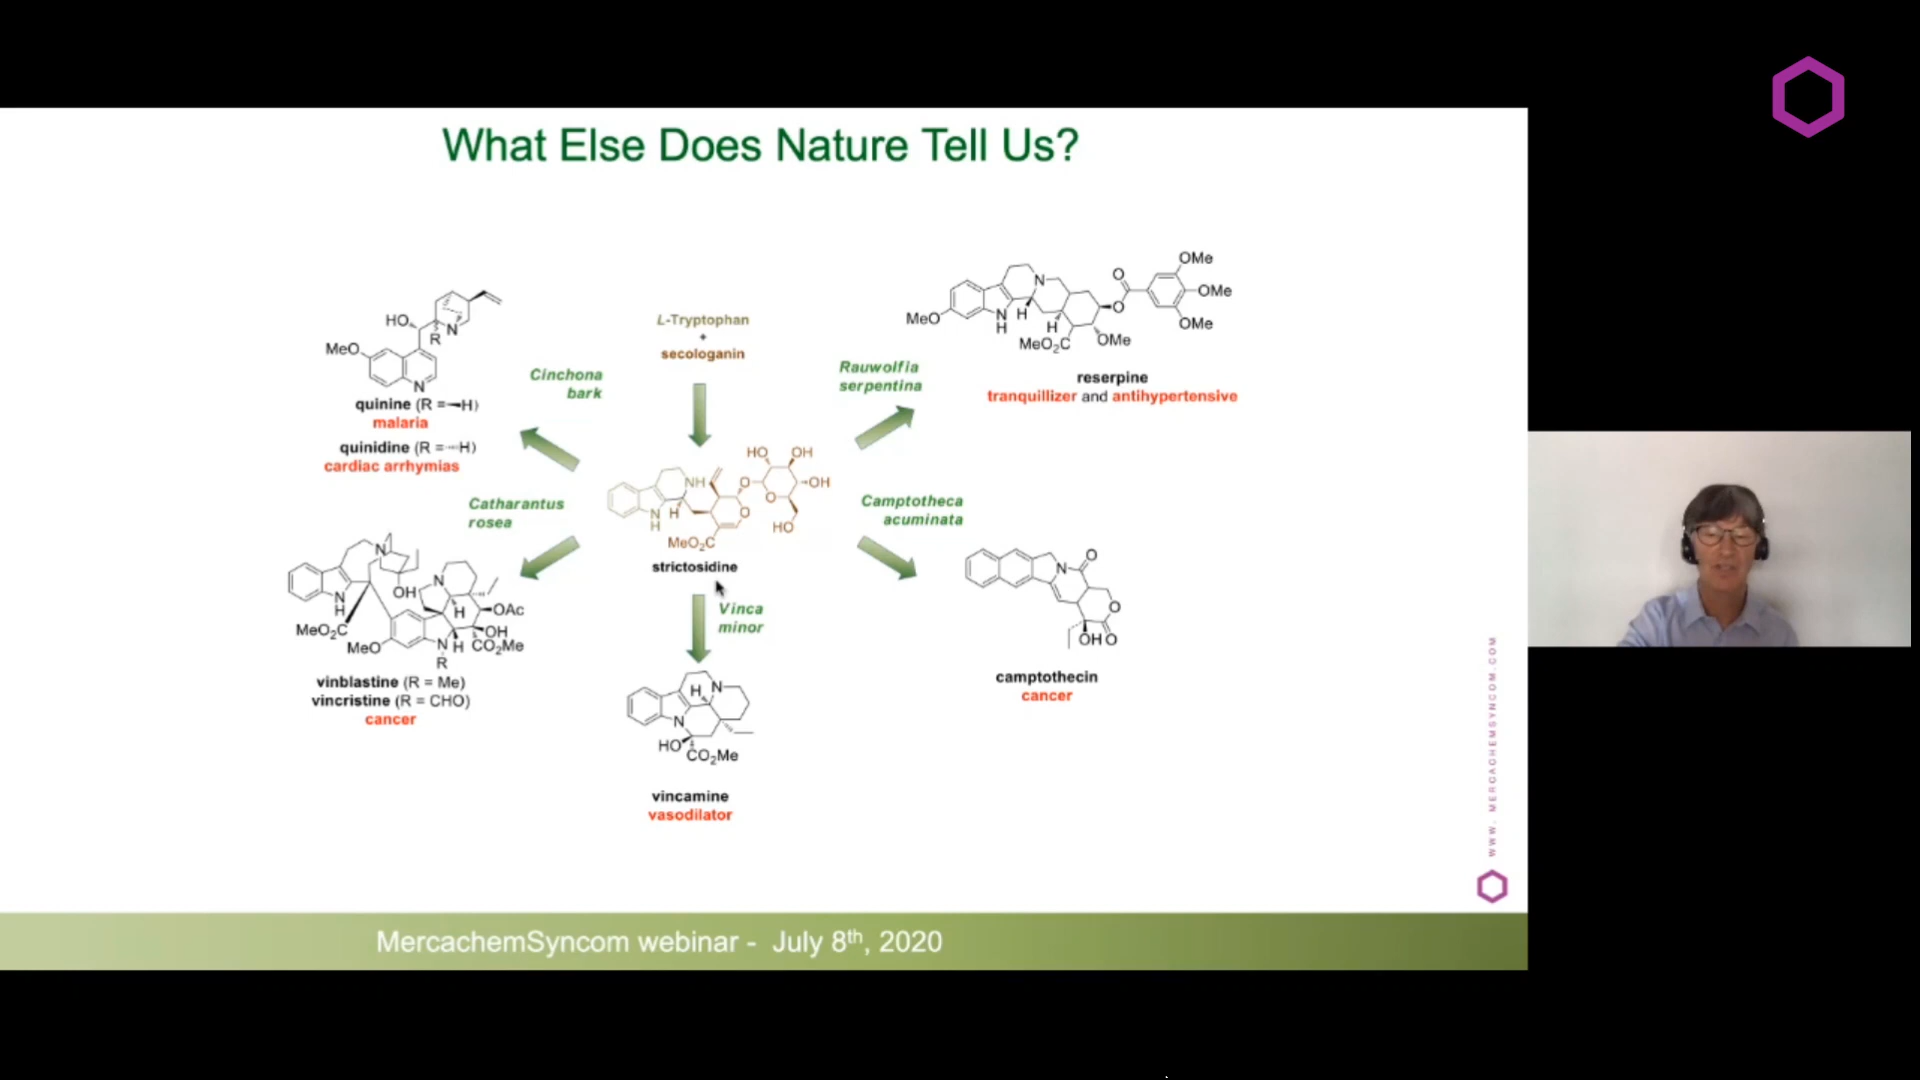 What Else Does Nature Tell Us?
HO
R
N
MeO
N
quinine (R = H)
malaria
quinidine (R = H)
cardiac arrhymias
Cinchona
bark
L-Tryptophan
+
secologanin
Rauwolfia
serpentina
OMe
O
N
OMe
O
MeO
N
H
H
H
OMe
MeO2C
OMe
reserpine
tranquillizer and antihypertensive
Catharantus
rosea
HO
OH
NH
O
OH
O
N
H
H
O
HO
MeO2C
strictosidine
Camptotheca
acuminata
N
OH
N
H
N
H
OAc
MeO2C
OH
MeO
N
H
CO2Me
R
vinblastine (R = Me)
vincristine (R = CHO)
cancer
Vinca
minor
H
N
N
HO
CO2Me
vincamine
vasodilator
O
N
O
OH
O
camptothecin
cancer
WWW. MERCACHEMSYNCOM.COM
MercachemSyncom webinar - July 8th, 2020